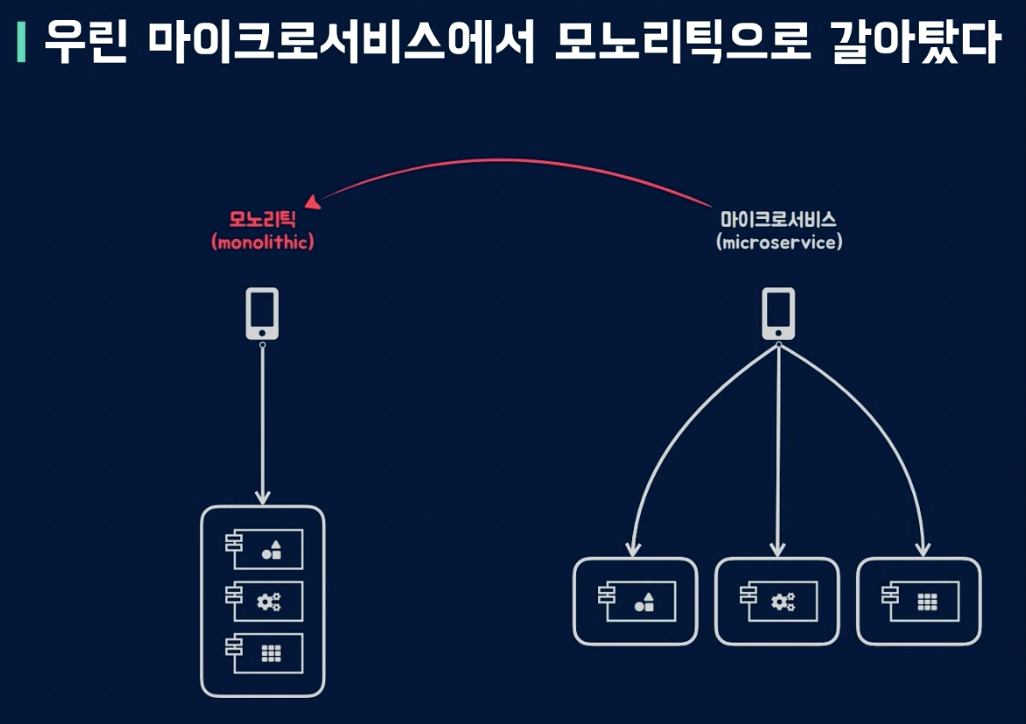 우린 마이크로서비스에서 모노리틱으로 갈아탔다
모노리틱
(monolithic)
마이크로서비스
(microservice)